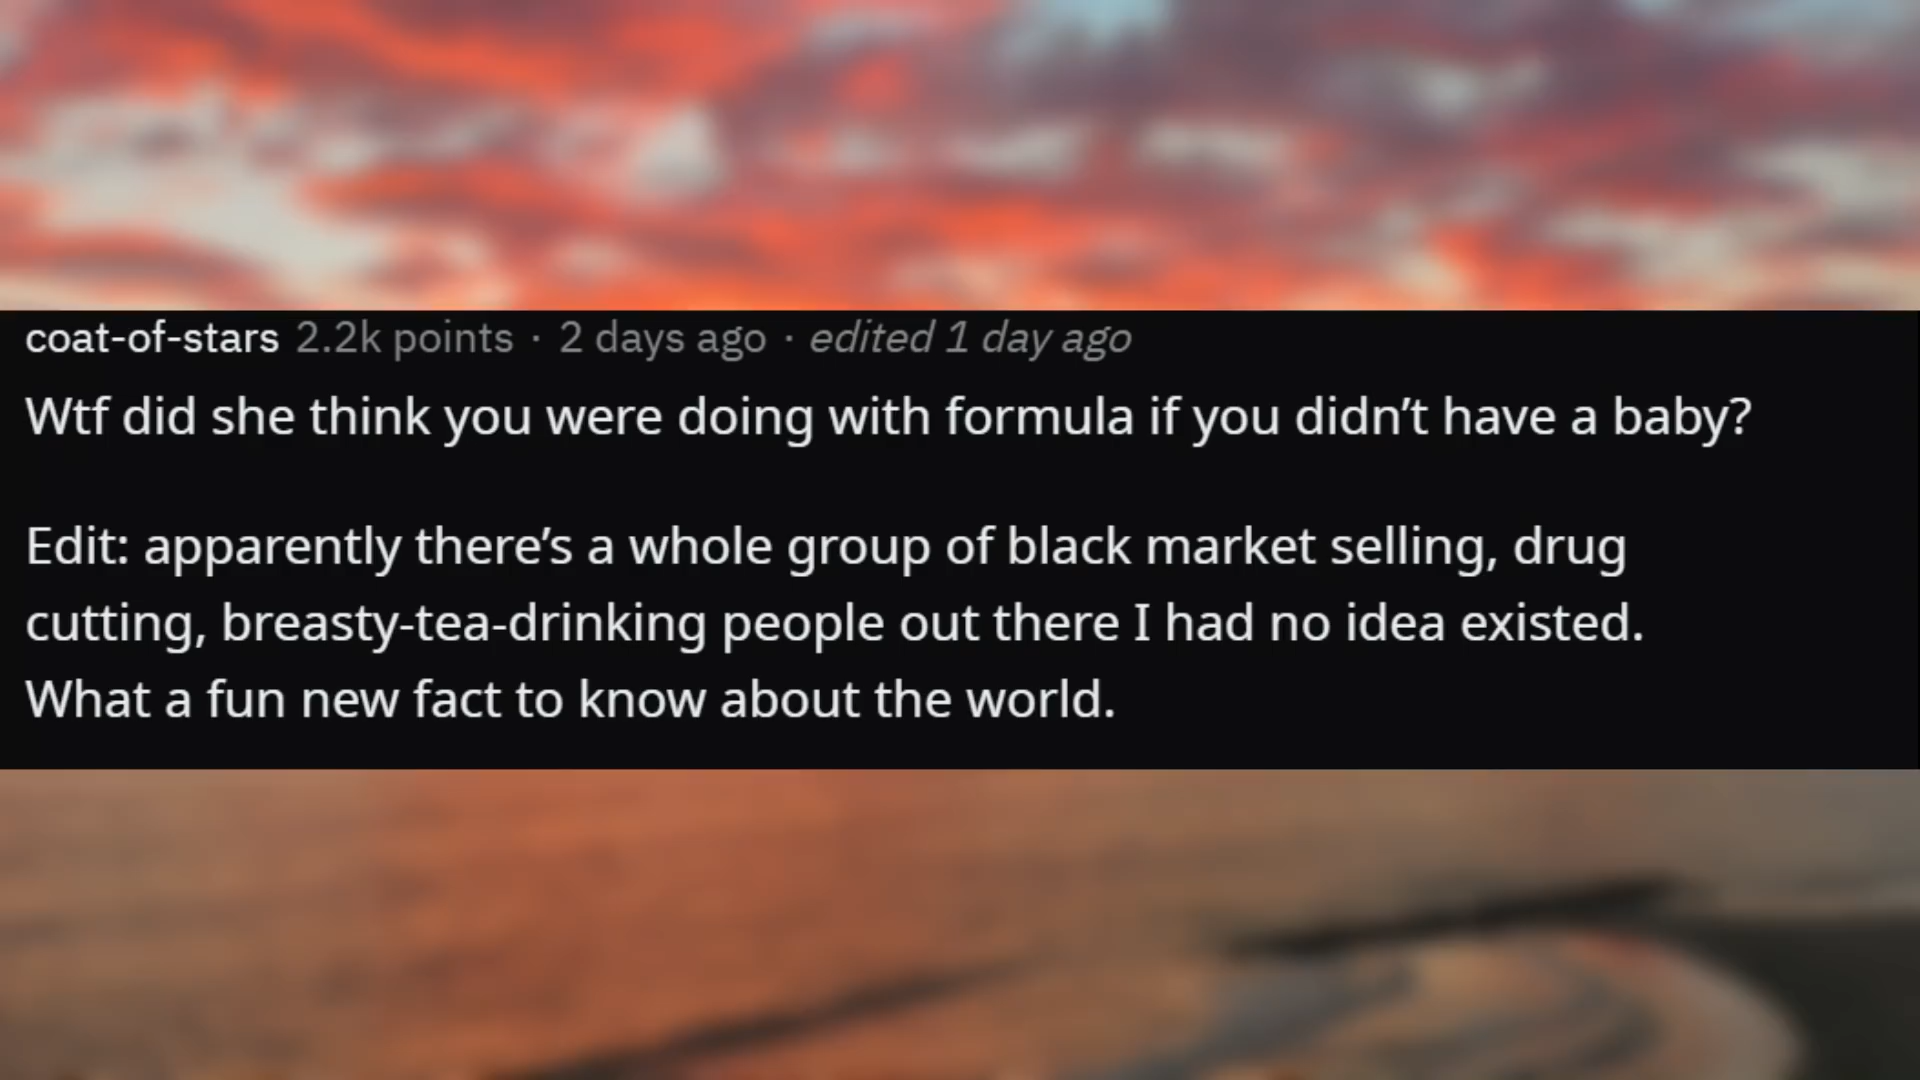 coat-of-stars 2.2k points · 2 days ago · edited 1 day ago
Wtf did she think you were doing with formula if you didn’t have a baby?
Edit: apparently there’s a whole group of black market selling, drug
cutting, breasty-tea-drinking people out there I had no idea existed.
What a fun new fact to know about the world.